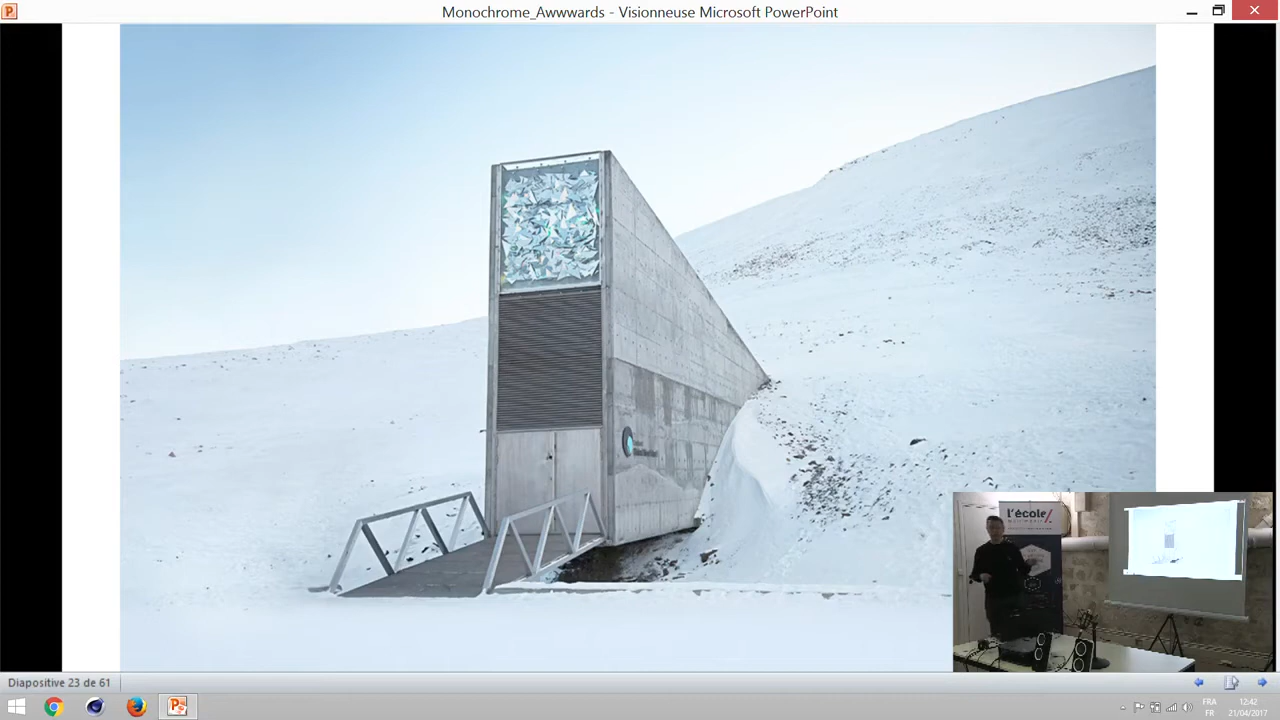 Monochrome_Awwwards - Visionneuse Microsoft PowerPoint
l'école/
Diapositive 23 de 61
FRA
FR
12:42
21/04/2017